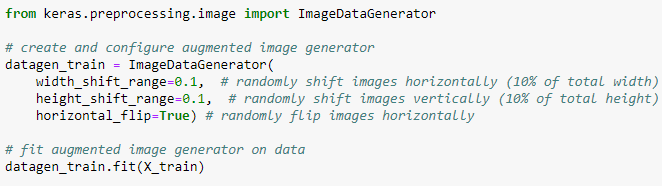 from keras.preprocessing.image import ImageDataGenerator
# create and configure augmented image generator
datagen_train = ImageDataGenerator(
    width_shift_range=0.1,  # randomly shift images horizontally (10% of total width)
    height_shift_range=0.1,  # randomly shift images vertically (10% of total height)
    horizontal_flip=True) # randomly flip images horizontally
# fit augmented image generator on data
datagen_train.fit(X_train)